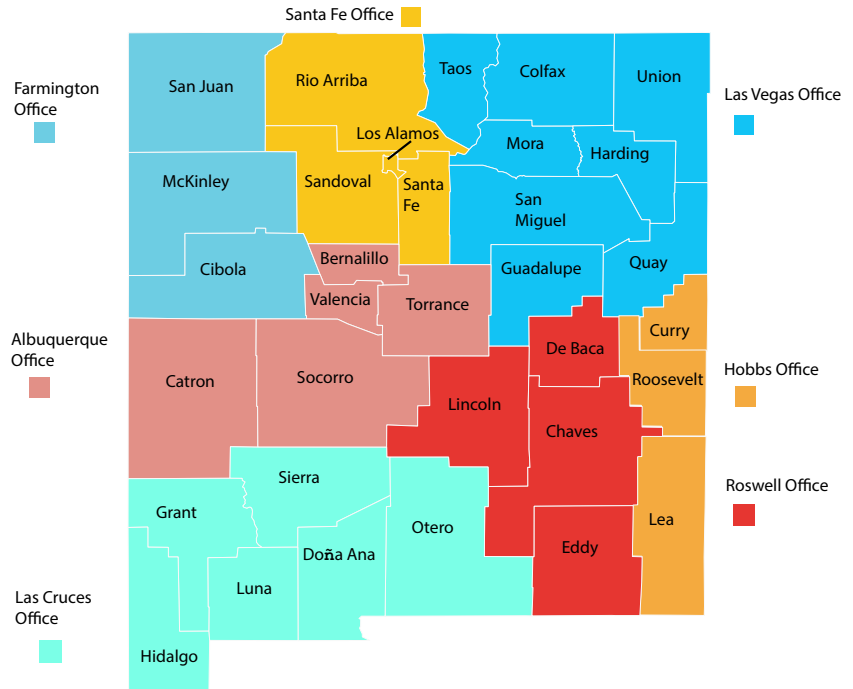 Santa Fe Office
Taos
Colfax
Union
Rio Arriba
San Juan
Farmington
Office
Las Vegas Office
Los Alamos
Mora
Harding
McKinley
Sandoval
Santa
Fe
San
Miguel
Bernalillo
Cibola
Guadalupe
Quay
Valencia
Torrance
Albuquerque
Office
Curry
De Baca
Hobbs Office
Catron
Socorro
Roosevelt
Lincoln
Chaves
Sierra
Roswell Office
Grant
Otero
Lea
Doña Ana
Eddy
Las Cruces
Office
Luna
Hidalgo